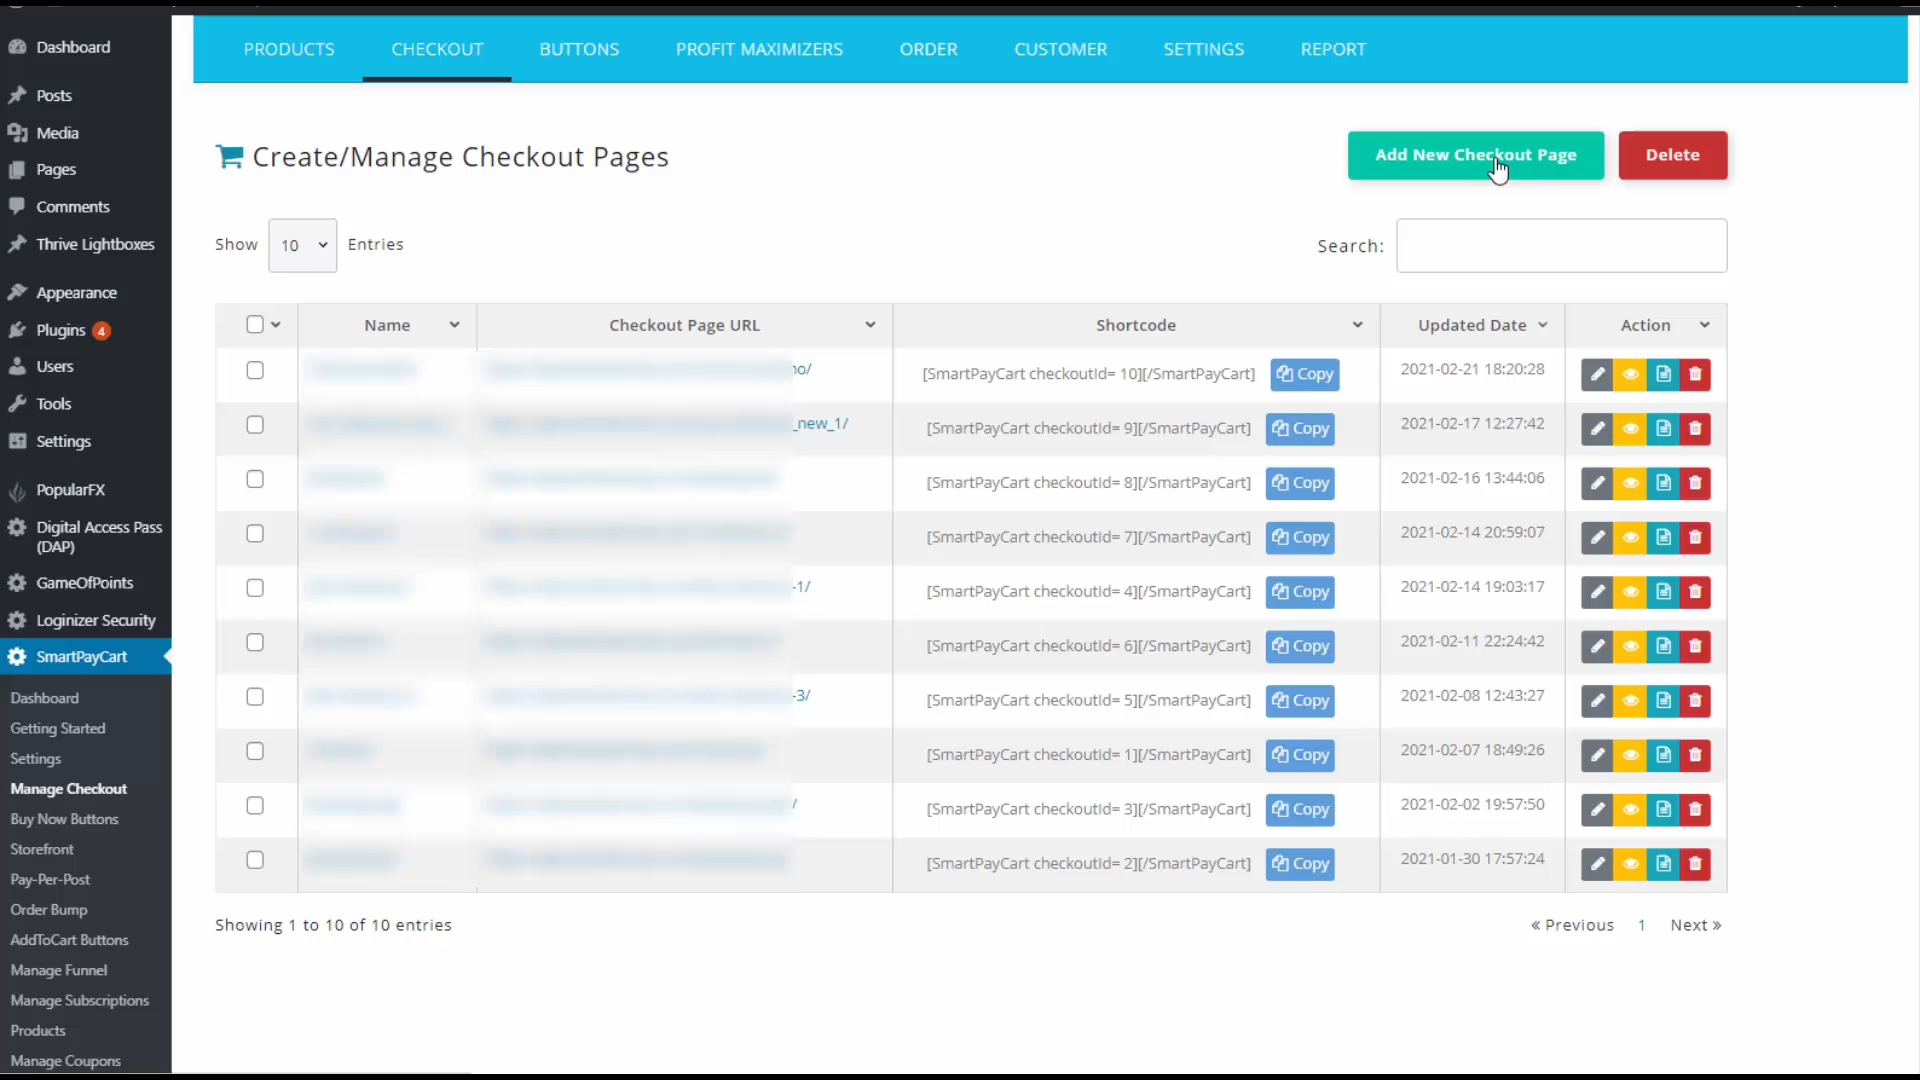 PRODUCTS CHECKOUT BUTTONS PROFIT MAXIMIZERS ORDER CUSTOMER SETTINGS REPORT
Dashboard
Posts
Media
Pages
Comments
Thrive Lightboxes
Appearance
Plugins 4
Users
Tools
Settings
PopularFX
Digital Access Pass
(DAP)
GameOfPoints
Loginizer Security
SmartPayCart
Dashboard
Getting Started
Settings
Manage Checkout
Buy Now Buttons
Storefront
Pay-Per-Post
Order Bump
AddToCart Buttons
Manage Funnel
Manage Subscriptions
Products
Manage Coupons
Create/Manage Checkout Pages
Add New Checkout Page
Delete
Show 10 Entries
Search:
Name Checkout Page URL Shortcode Updated Date Action
no/ [SmartPayCart checkoutId= 10][/SmartPayCart] Copy 2021-02-21 18:20:28
_new_1/ [SmartPayCart checkoutId= 9][/SmartPayCart] Copy 2021-02-17 12:27:42
[SmartPayCart checkoutId= 8][/SmartPayCart] Copy 2021-02-16 13:44:06
[SmartPayCart checkoutId= 7][/SmartPayCart] Copy 2021-02-14 20:59:07
-1/ [SmartPayCart checkoutId= 4][/SmartPayCart] Copy 2021-02-14 19:03:17
[SmartPayCart checkoutId= 6][/SmartPayCart] Copy 2021-02-11 22:24:42
-3/ [SmartPayCart checkoutId= 5][/SmartPayCart] Copy 2021-02-08 12:43:27
[SmartPayCart checkoutId= 1][/SmartPayCart] Copy 2021-02-07 18:49:26
/ [SmartPayCart checkoutId= 3][/SmartPayCart] Copy 2021-02-02 19:57:50
[SmartPayCart checkoutId= 2][/SmartPayCart] Copy 2021-01-30 17:57:24
Showing 1 to 10 of 10 entries
« Previous 1 Next »